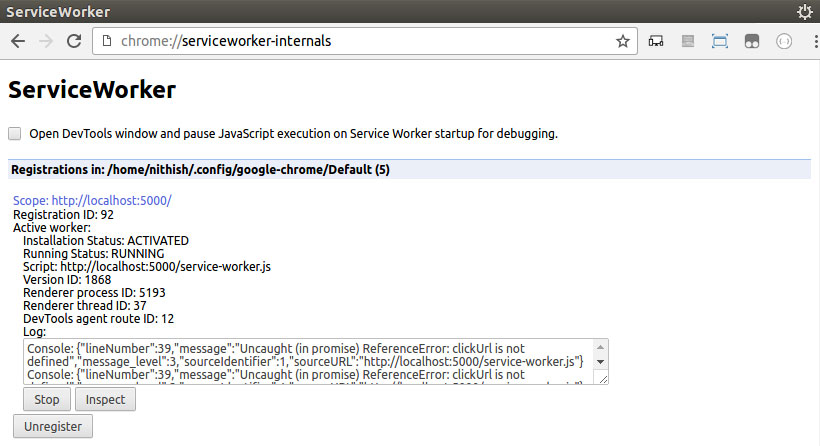 ServiceWorker
chrome://serviceworker-internals
ServiceWorker
Open DevTools window and pause JavaScript execution on Service Worker startup for debugging.
Registrations in: /home/nithish/.config/google-chrome/Default (5)
Scope: http://localhost:5000/
Registration ID: 92
Active worker:
Installation Status: ACTIVATED
Running Status: RUNNING
Script: http://localhost:5000/service-worker.js
Version ID: 1868
Renderer process ID: 5193
Renderer thread ID: 37
DevTools agent route ID: 12
Log:
Console: {"lineNumber":39,"message":"Uncaught (in promise) ReferenceError: clickUrl is not
defined","message_level":3,"sourceIdentifier":1,"sourceURL":"http://localhost:5000/service-worker.js"}
Console: {"lineNumber":39,"message":"Uncaught (in promise) ReferenceError: clickUrl is not
Stop Inspect
Unregister